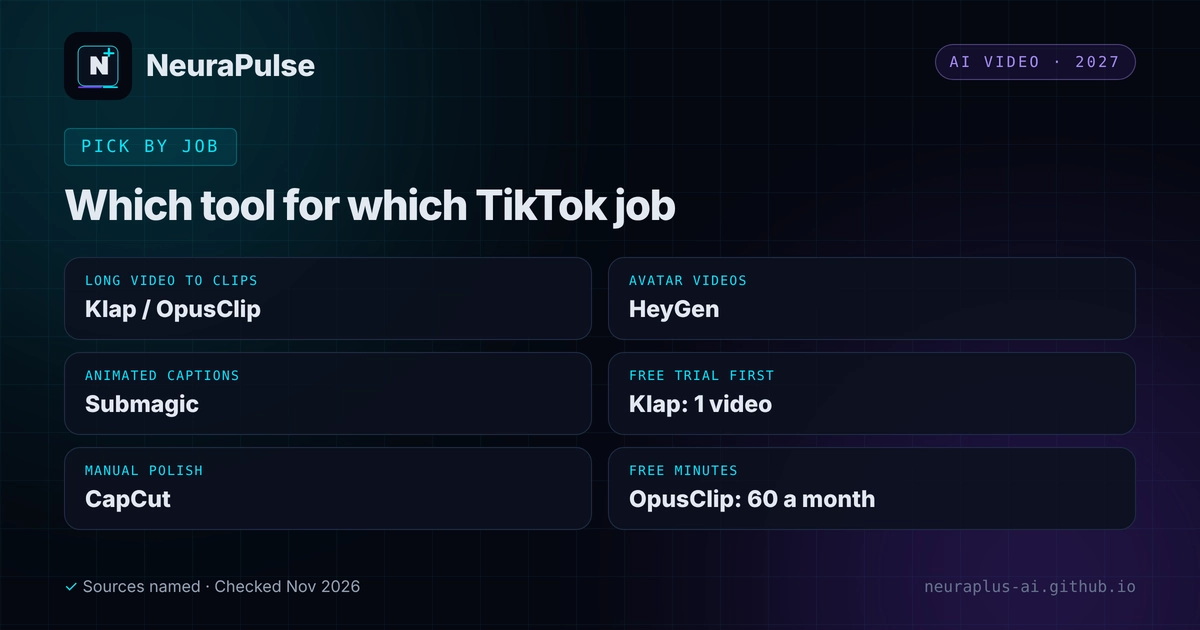 N+
NeuraPulse
AI VIDEO · 2027
PICK BY JOB
Which tool for which TikTok job
LONG VIDEO TO CLIPS
Klap / OpusClip
AVATAR VIDEOS
HeyGen
ANIMATED CAPTIONS
Submagic
FREE TRIAL FIRST
Klap: 1 video
MANUAL POLISH
CapCut
FREE MINUTES
OpusClip: 60 a month
✓ Sources named · Checked Nov 2026
neuraplus-ai.github.io